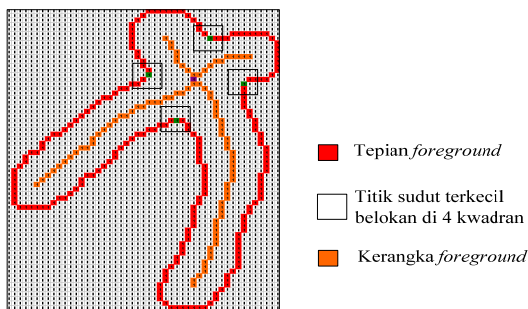 Tepian foreground
Titik sudut terkecil
belokan di 4 kwadran
Kerangka foreground